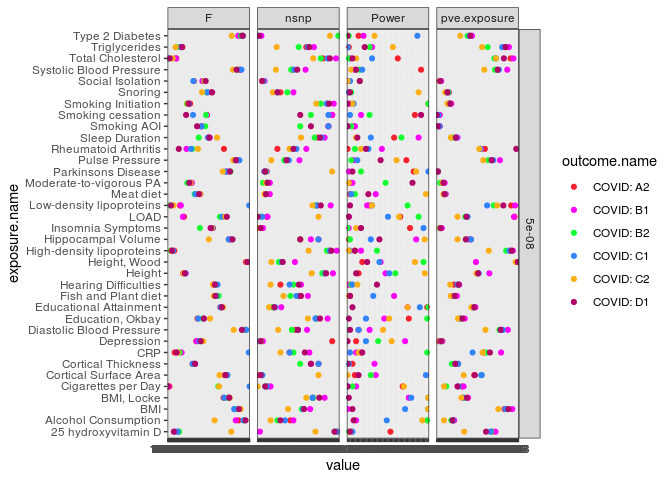 F nsnp Power pve.exposure
Type 2 Diabetes
Triglycerides
Total Cholesterol
Systolic Blood Pressure
Social Isolation
Snoring
Smoking Initiation
Smoking cessation
Smoking AOI
Sleep Duration
Rheumatoid Arthritis
Pulse Pressure
Parkinsons Disease
Moderate-to-vigorous PA
Meat diet
Low-density lipoproteins
LOAD
Insomnia Symptoms
Hippocampal Volume
High-density lipoproteins
Height, Wood
Height
Hearing Difficulties
Fish and Plant diet
Educational Attainment
Education, Okbay
Diastolic Blood Pressure
Depression
CRP
Cortical Thickness
Cortical Surface Area
Cigarettes per Day
BMI, Locke
BMI
Alcohol Consumption
25 hydroxyvitamin D
exposure.name
value
5e-08
outcome.name
COVID: A2
COVID: B1
COVID: B2
COVID: C1
COVID: C2
COVID: D1